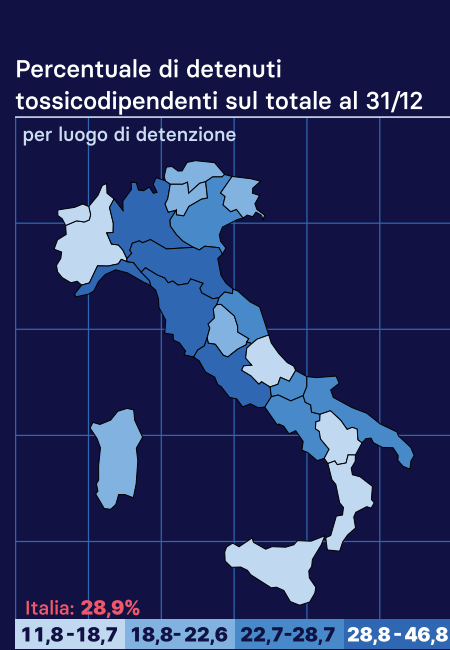 Percentuale di detenuti
tossicodipendenti sul totale al 31/12
per luogo di detenzione
Italia: 28,9%
11,8-18,7 18,8-22,6 22,7-28,7 28,8-46,8